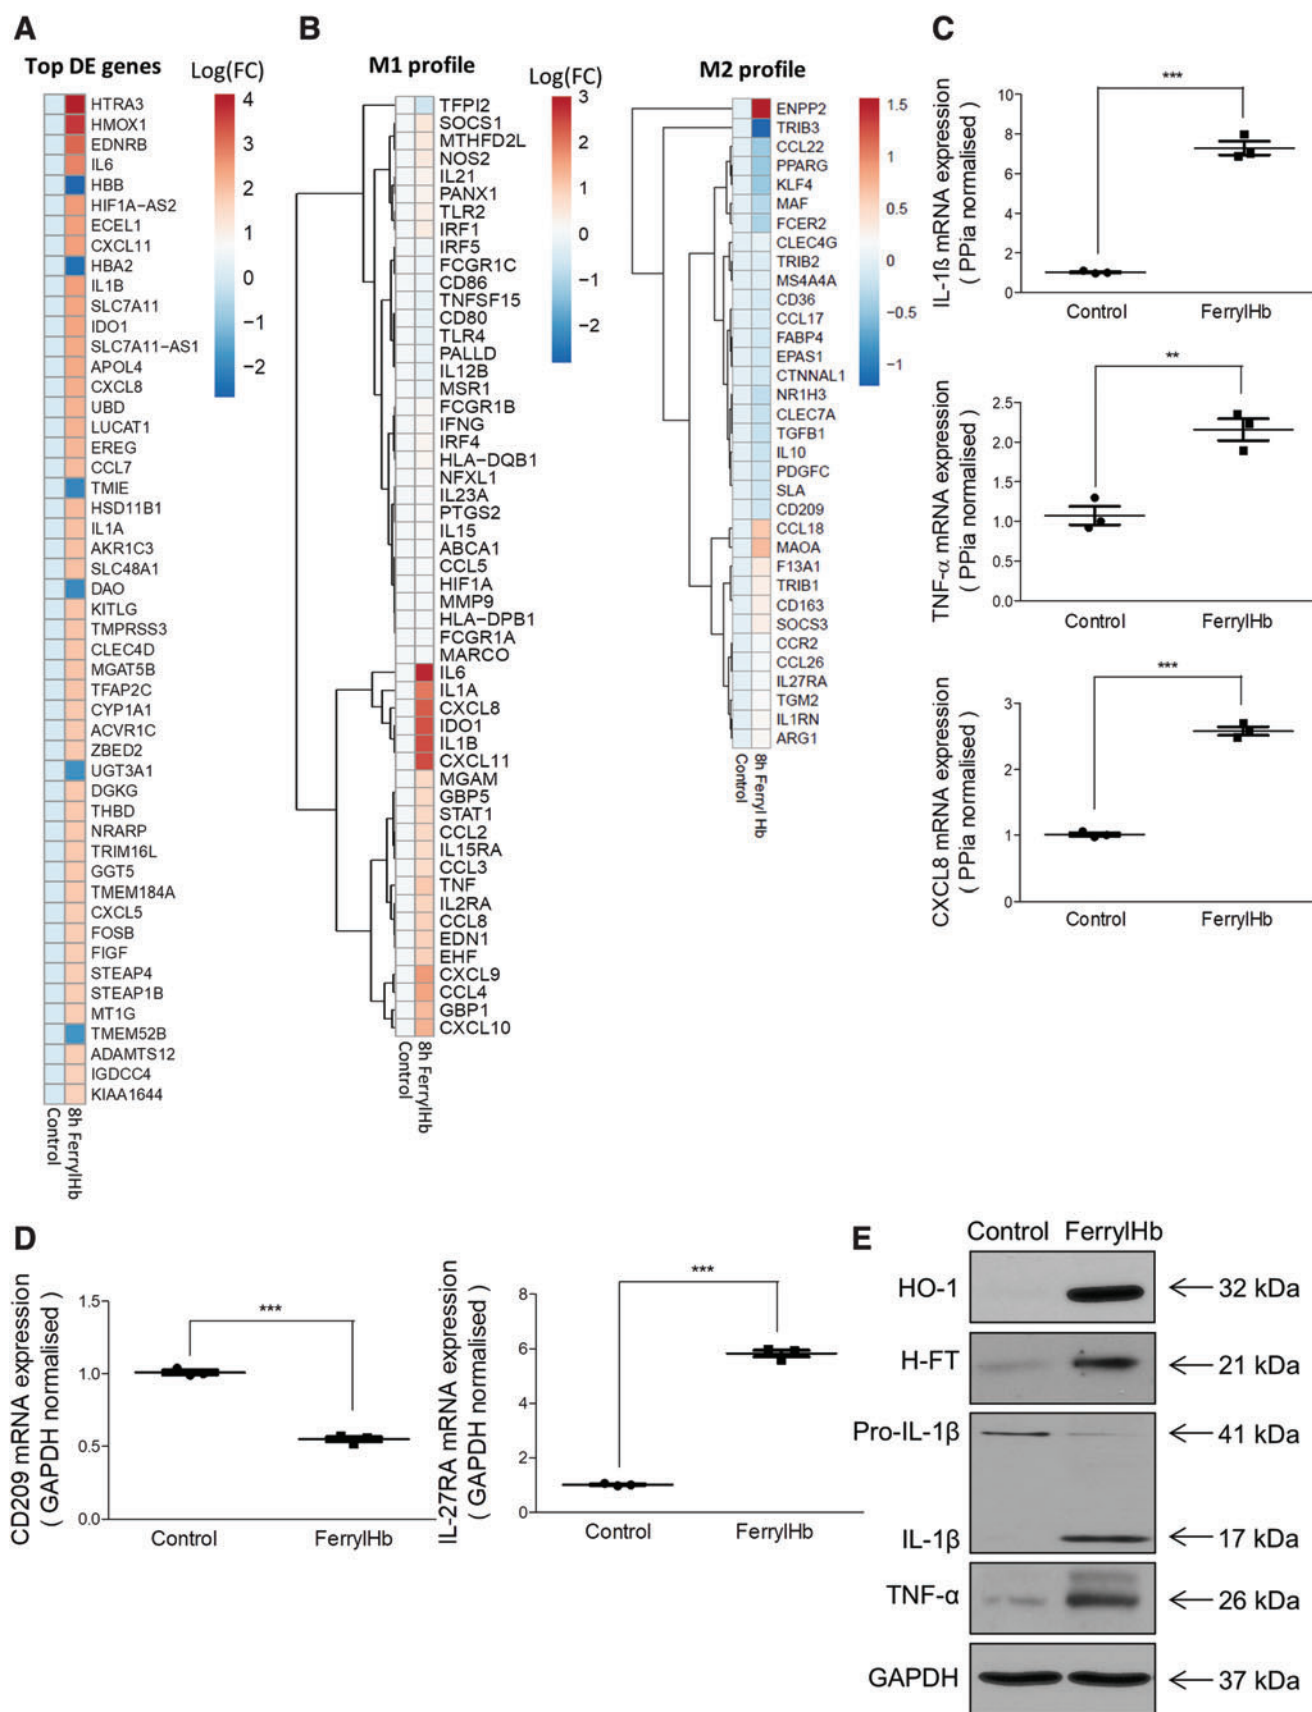 A
Top DE genes
Log(FC)
4
3
2
1
0
−1
−2
HTRA3
HMOX1
EDNRB
IL6
HBB
HIF1A−AS2
ECEL1
CXCL11
HBA2
IL1B
SLC7A11
IDO1
SLC7A11−AS1
APOL4
CXCL8
UBD
LUCAT1
EREG
CCL7
TMIE
HSD11B1
IL1A
AKR1C3
SLC48A1
DAO
KITLG
TMPRSS3
CLEC4D
MGAT5B
TFAP2C
CYP1A1
ACVR1C
ZBED2
UGT3A1
DGKG
THBD
NRARP
TRIM16L
GGT5
TMEM184A
CXCL5
FOSB
FIGF
STEAP4
STEAP1B
MT1G
TMEM52B
ADAMTS12
IGDCC4
KIAA1644
Control
8h FerrylHb
B
M1 profile
Log(FC)
3
2
1
0
−1
−2
TFPI2
SOCS1
MTHFD2L
NOS2
IL21
PANX1
TLR2
IRF1
IRF5
FCGR1C
CD86
TNFSF15
CD80
TLR4
PALLD
IL12B
MSR1
FCGR1B
IFNG
IRF4
HLA−DQB1
NFXL1
IL23A
PTGS2
IL15
ABCA1
CCL5
HIF1A
MMP9
HLA−DPB1
FCGR1A
MARCO
IL6
IL1A
CXCL8
IDO1
IL1B
CXCL11
MGAM
GBP5
STAT1
CCL2
IL15RA
CCL3
TNF
IL2RA
CCL8
EDN1
EHF
CXCL9
CCL4
GBP1
CXCL10
Control
8h FerrylHb
M2 profile
1.5
1
0.5
0
−0.5
−1
ENPP2
TRIB3
CCL22
PPARG
KLF4
MAF
FCER2
CLEC4G
TRIB2
MS4A4A
CD36
CCL17
FABP4
EPAS1
CTNNAL1
NR1H3
CLEC7A
TGFB1
IL10
PDGFC
SLA
CD209
CCL18
MAOA
F13A1
TRIB1
CD163
SOCS3
CCR2
CCL26
IL27RA
TGM2
IL1RN
ARG1
Control
8h Ferryl Hb
C
IL-1ß mRNA expression
( PPia normalised )
10
8
6
4
2
0
***
Control
FerrylHb
TNF-α mRNA expression
( PPia normalised )
2.5
2.0
1.5
1.0
0.5
0.0
**
Control
FerrylHb
CXCL8 mRNA expression
( PPia normalised )
3
2
1
0
***
Control
FerrylHb
D
CD209 mRNA expression
( GAPDH normalised )
1.5
1.0
0.5
0.0
***
Control
FerrylHb
IL-27RA mRNA expression
( GAPDH normalised )
8
6
4
2
0
***
Control
FerrylHb
E
Control FerrylHb
HO-1 ← 32 kDa
H-FT ← 21 kDa
Pro-IL-1β ← 41 kDa
IL-1β ← 17 kDa
TNF-α ← 26 kDa
GAPDH ← 37 kDa